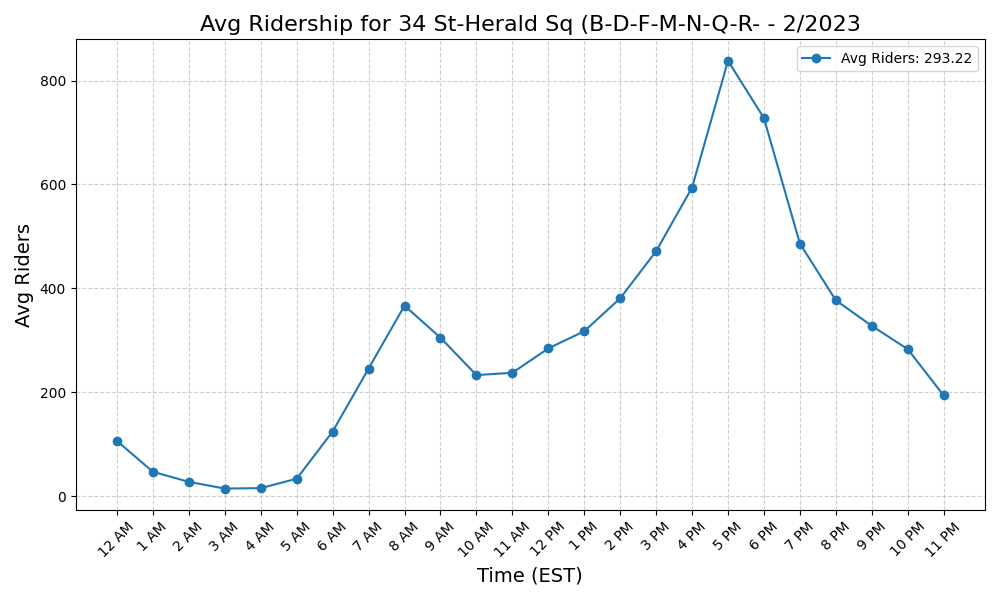 Avg Ridership for 34 St-Herald Sq (B-D-F-M-N-Q-R- - 2/2023
Avg Riders: 293.22
Avg Riders
800
600
400
200
0
12 AM
1 AM
2 AM
3 AM
4 AM
5 AM
6 AM
7 AM
8 AM
9 AM
10 AM
11 AM
12 PM
1 PM
2 PM
3 PM
4 PM
5 PM
6 PM
7 PM
8 PM
9 PM
10 PM
11 PM
Time (EST)